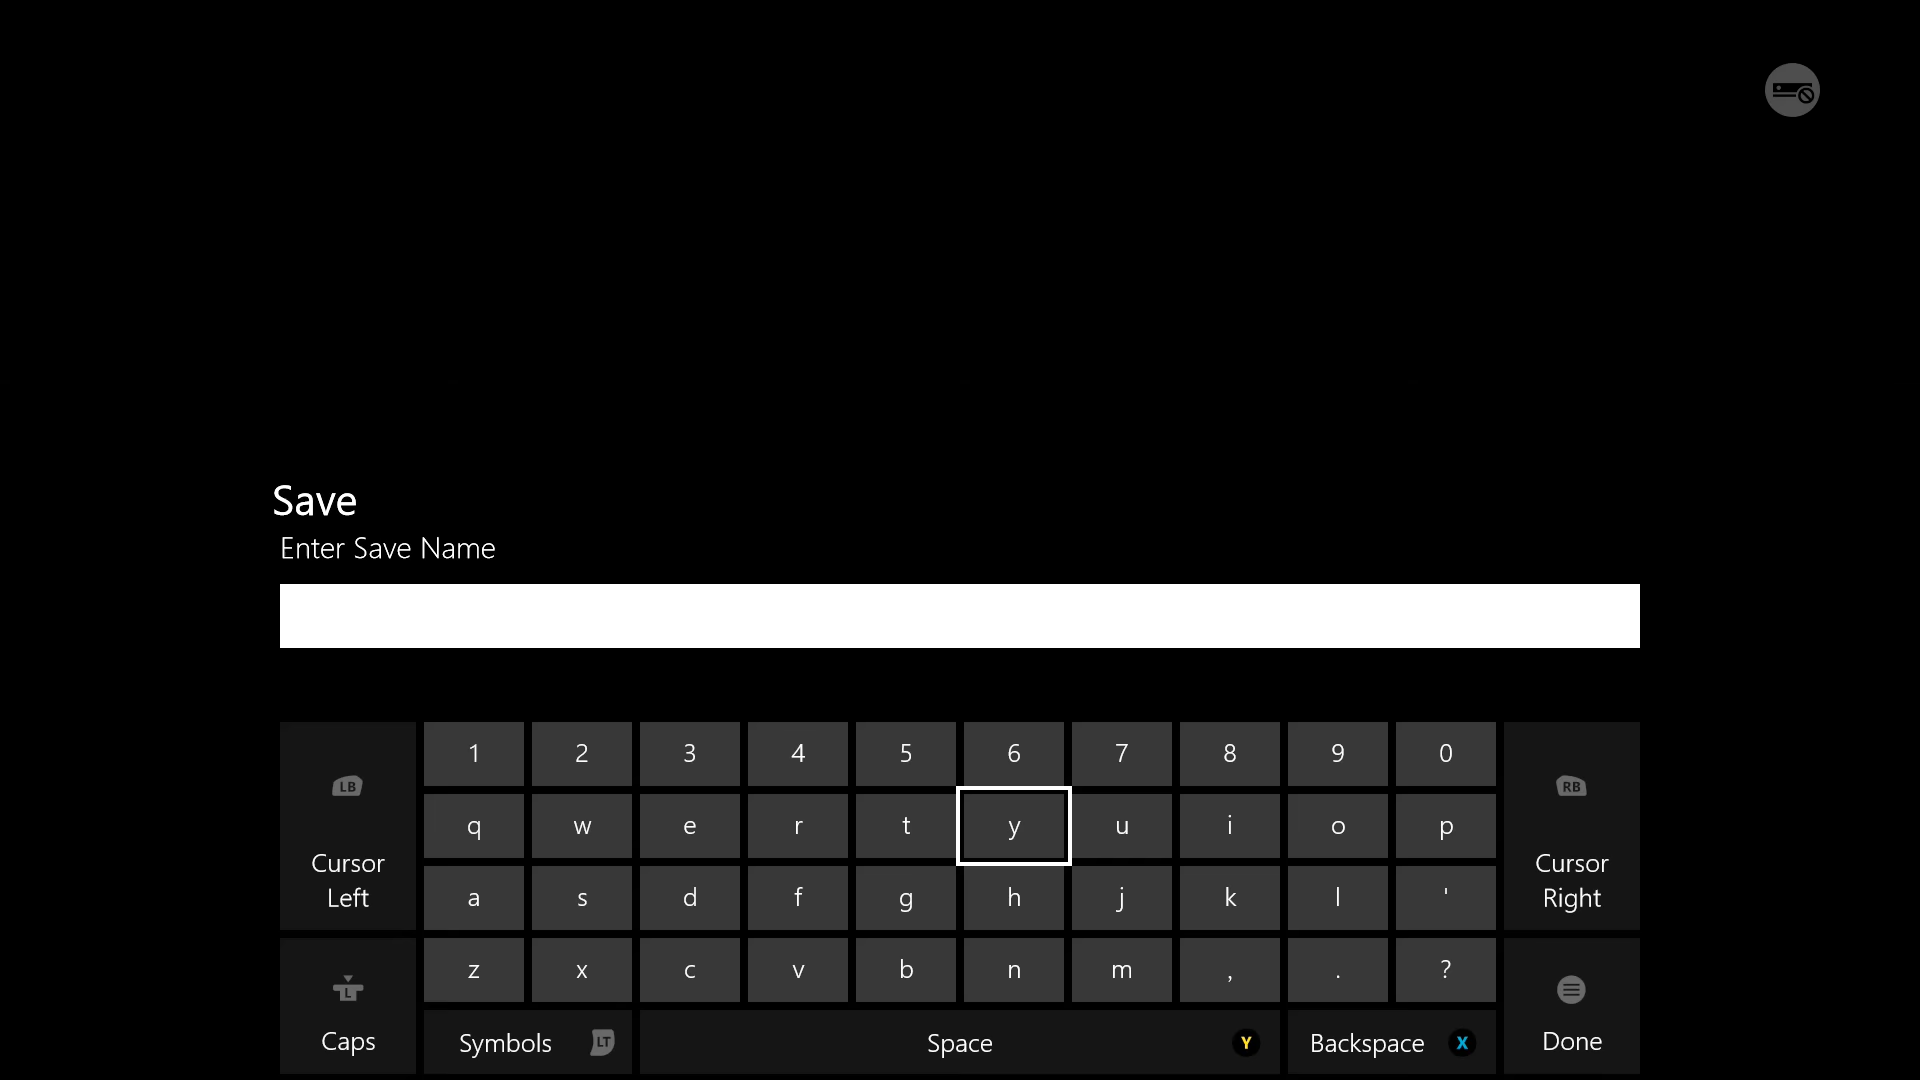 Save
Enter Save Name
LB
Cursor
Left
1 2 3 4 5 6 7 8 9 0
q w e r t y u i o p
a s d f g h j k l '
z x c v b n m , . ?
RB
Cursor
Right
L
Caps
Symbols LT
Space Y
Backspace X
Done